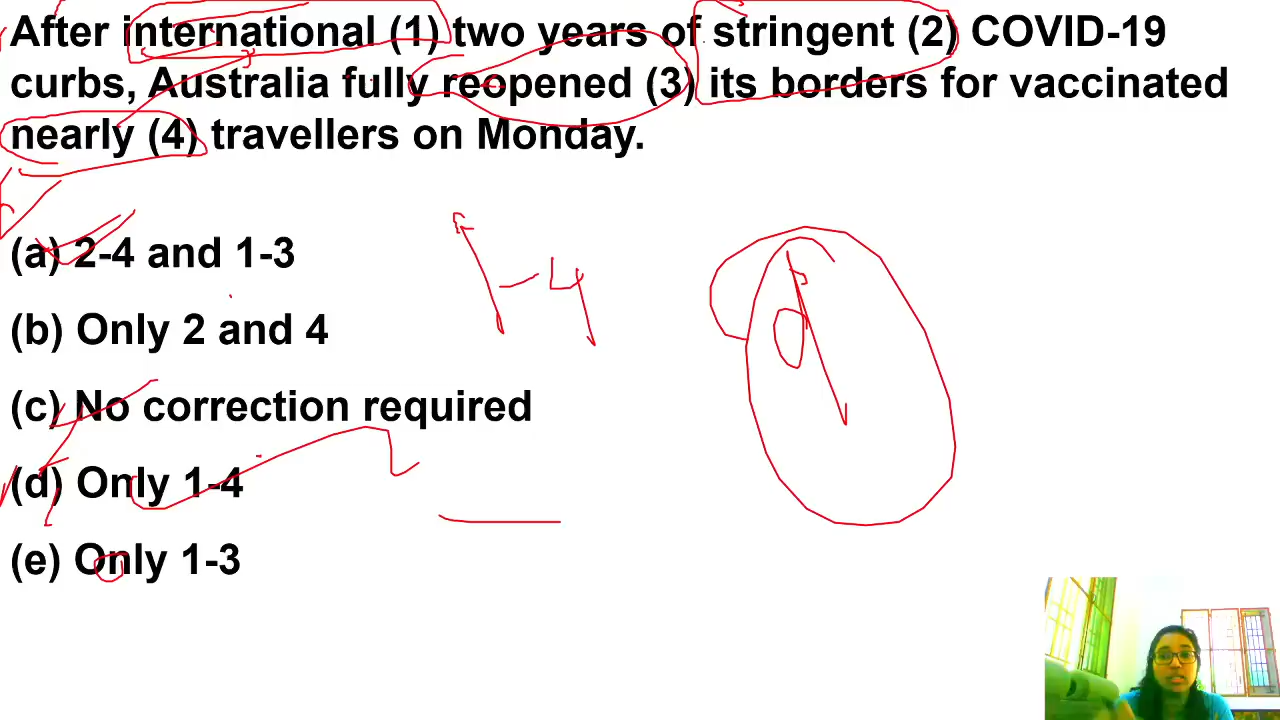 After international (1) two years of stringent (2) COVID-19
curbs, Australia fully reopened (3) its borders for vaccinated
nearly (4) travellers on Monday.
(a) 2-4 and 1-3
(b) Only 2 and 4
1-4
(c) No correction required
(d) Only 1-4
(e) Only 1-3